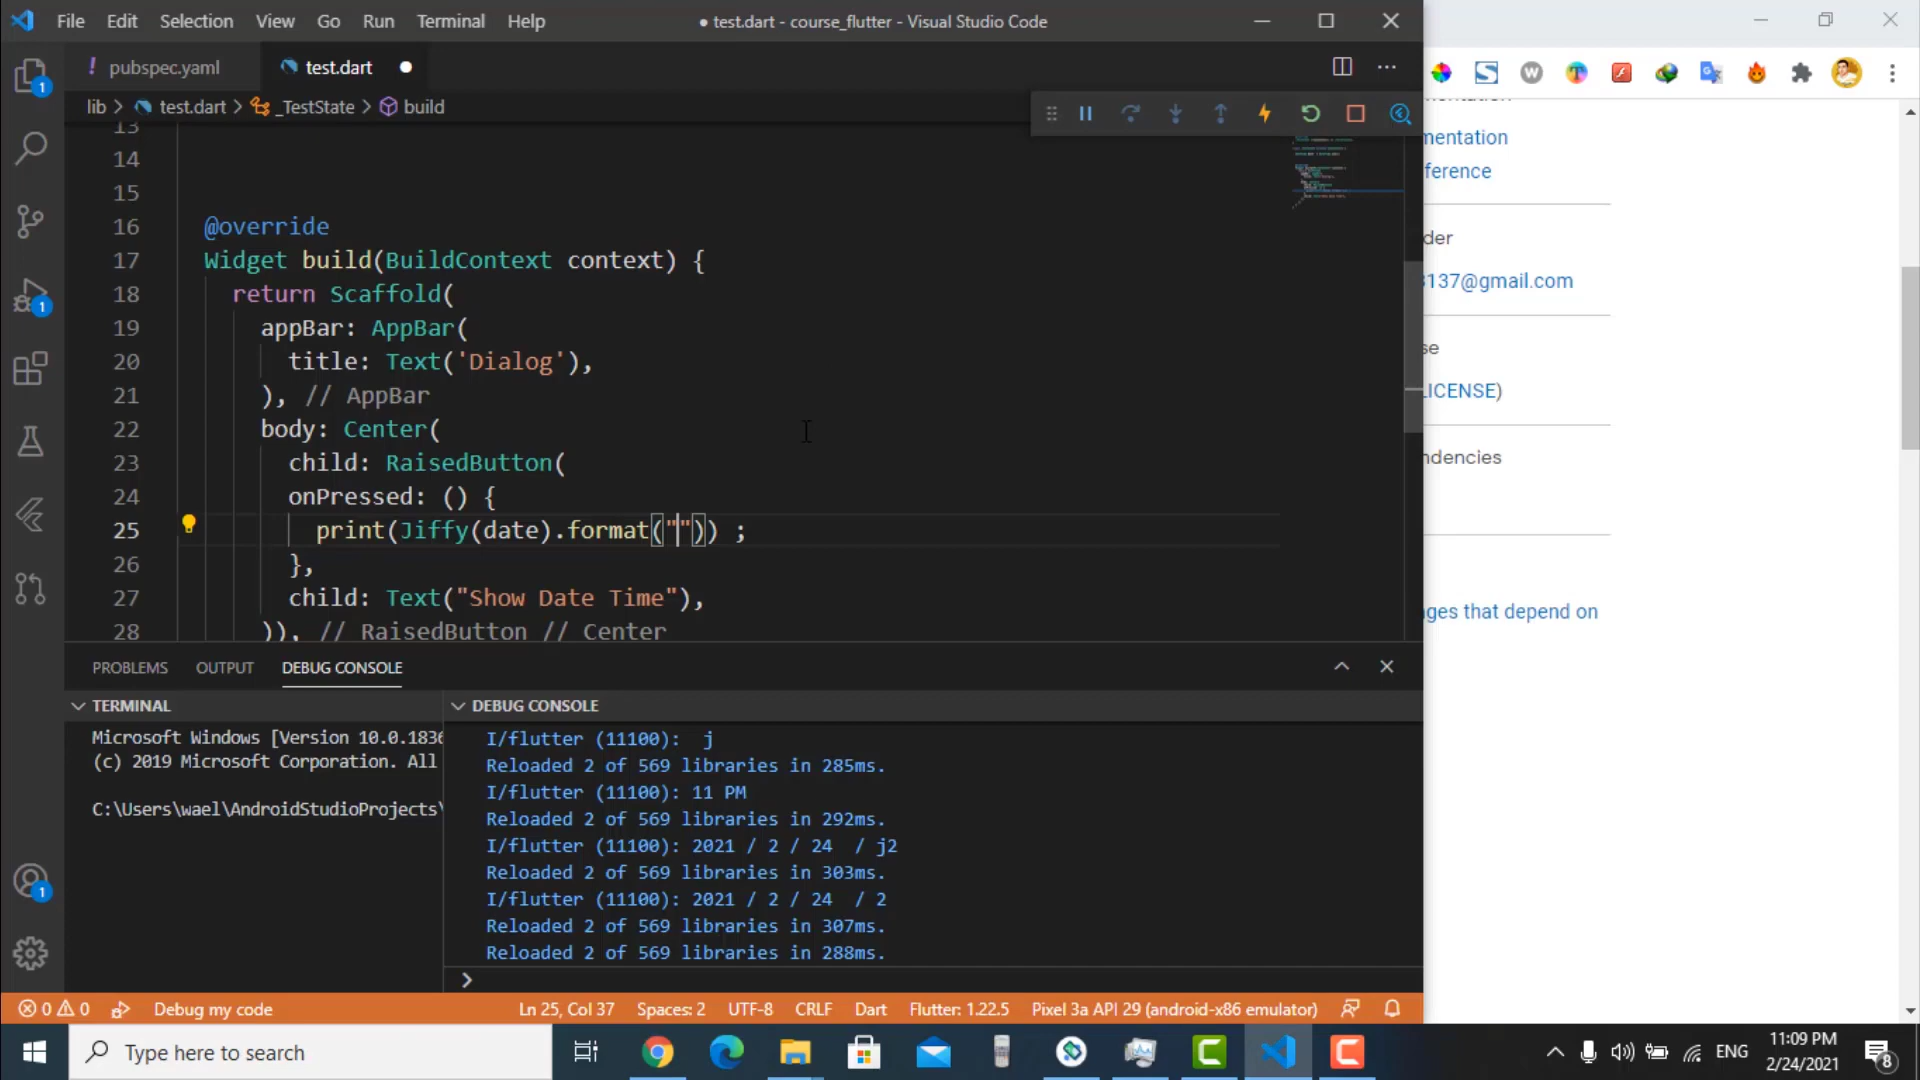 File Edit Selection View Go Run Terminal Help
● test.dart - course_flutter - Visual Studio Code
! pubspec.yaml
test.dart ●
lib > test.dart > _TestState > build
13
14
15
16 @override
17 Widget build(BuildContext context) {
18 return Scaffold(
19 appBar: AppBar(
20 title: Text('Dialog'),
21 ), // AppBar
22 body: Center(
23 child: RaisedButton(
24 onPressed: () {
25 print(Jiffy(date).format("")) ;
26 },
27 child: Text("Show Date Time"),
28 )), // RaisedButton // Center
PROBLEMS OUTPUT DEBUG CONSOLE
TERMINAL
Microsoft Windows [Version 10.0.1836
(c) 2019 Microsoft Corporation. All
C:\Users\wael\AndroidStudioProjects\
DEBUG CONSOLE
I/flutter (11100):  j
Reloaded 2 of 569 libraries in 285ms.
I/flutter (11100): 11 PM
Reloaded 2 of 569 libraries in 292ms.
I/flutter (11100): 2021 / 2 / 24  / j2
Reloaded 2 of 569 libraries in 303ms.
I/flutter (11100): 2021 / 2 / 24  / 2
Reloaded 2 of 569 libraries in 307ms.
Reloaded 2 of 569 libraries in 288ms.
>
0 0 Debug my code Ln 25, Col 37 Spaces: 2 UTF-8 CRLF Dart Flutter: 1.22.5 Pixel 3a API 29 (android-x86 emulator)
mentation
ference
der
137@gmail.com
se
LICENSE)
ndencies
ges that depend on
Type here to search
ENG
11:09 PM
2/24/2021
8